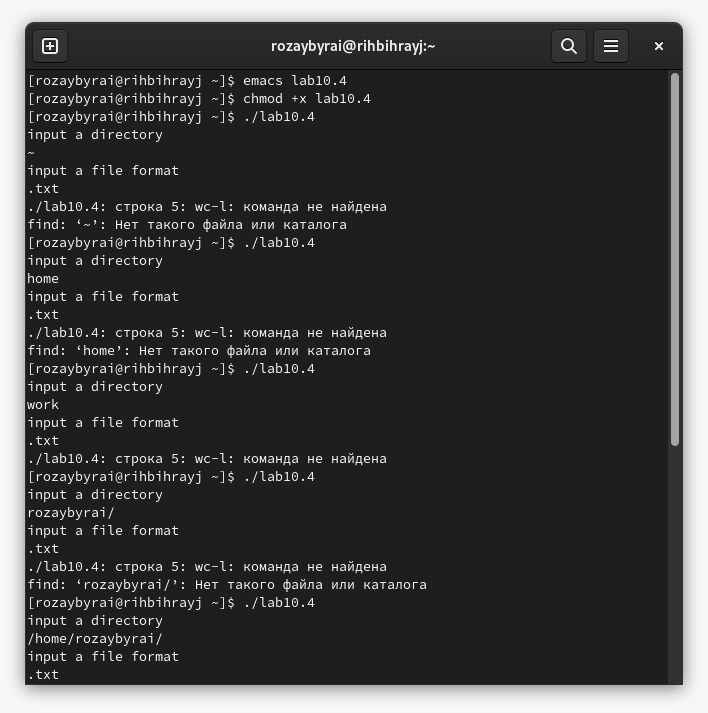 rozaybyrai@rihbihrayj:~
[rozaybyrai@rihbihrayj ~]$ emacs lab10.4
[rozaybyrai@rihbihrayj ~]$ chmod +x lab10.4
[rozaybyrai@rihbihrayj ~]$ ./lab10.4
input a directory
~
input a file format
.txt
./lab10.4: строка 5: wc-l: команда не найдена
find: ‘~’: Нет такого файла или каталога
[rozaybyrai@rihbihrayj ~]$ ./lab10.4
input a directory
home
input a file format
.txt
./lab10.4: строка 5: wc-l: команда не найдена
find: ‘home’: Нет такого файла или каталога
[rozaybyrai@rihbihrayj ~]$ ./lab10.4
input a directory
work
input a file format
.txt
./lab10.4: строка 5: wc-l: команда не найдена
[rozaybyrai@rihbihrayj ~]$ ./lab10.4
input a directory
rozaybyrai/
input a file format
.txt
./lab10.4: строка 5: wc-l: команда не найдена
find: ‘rozaybyrai/’: Нет такого файла или каталога
[rozaybyrai@rihbihrayj ~]$ ./lab10.4
input a directory
/home/rozaybyrai/
input a file format
.txt